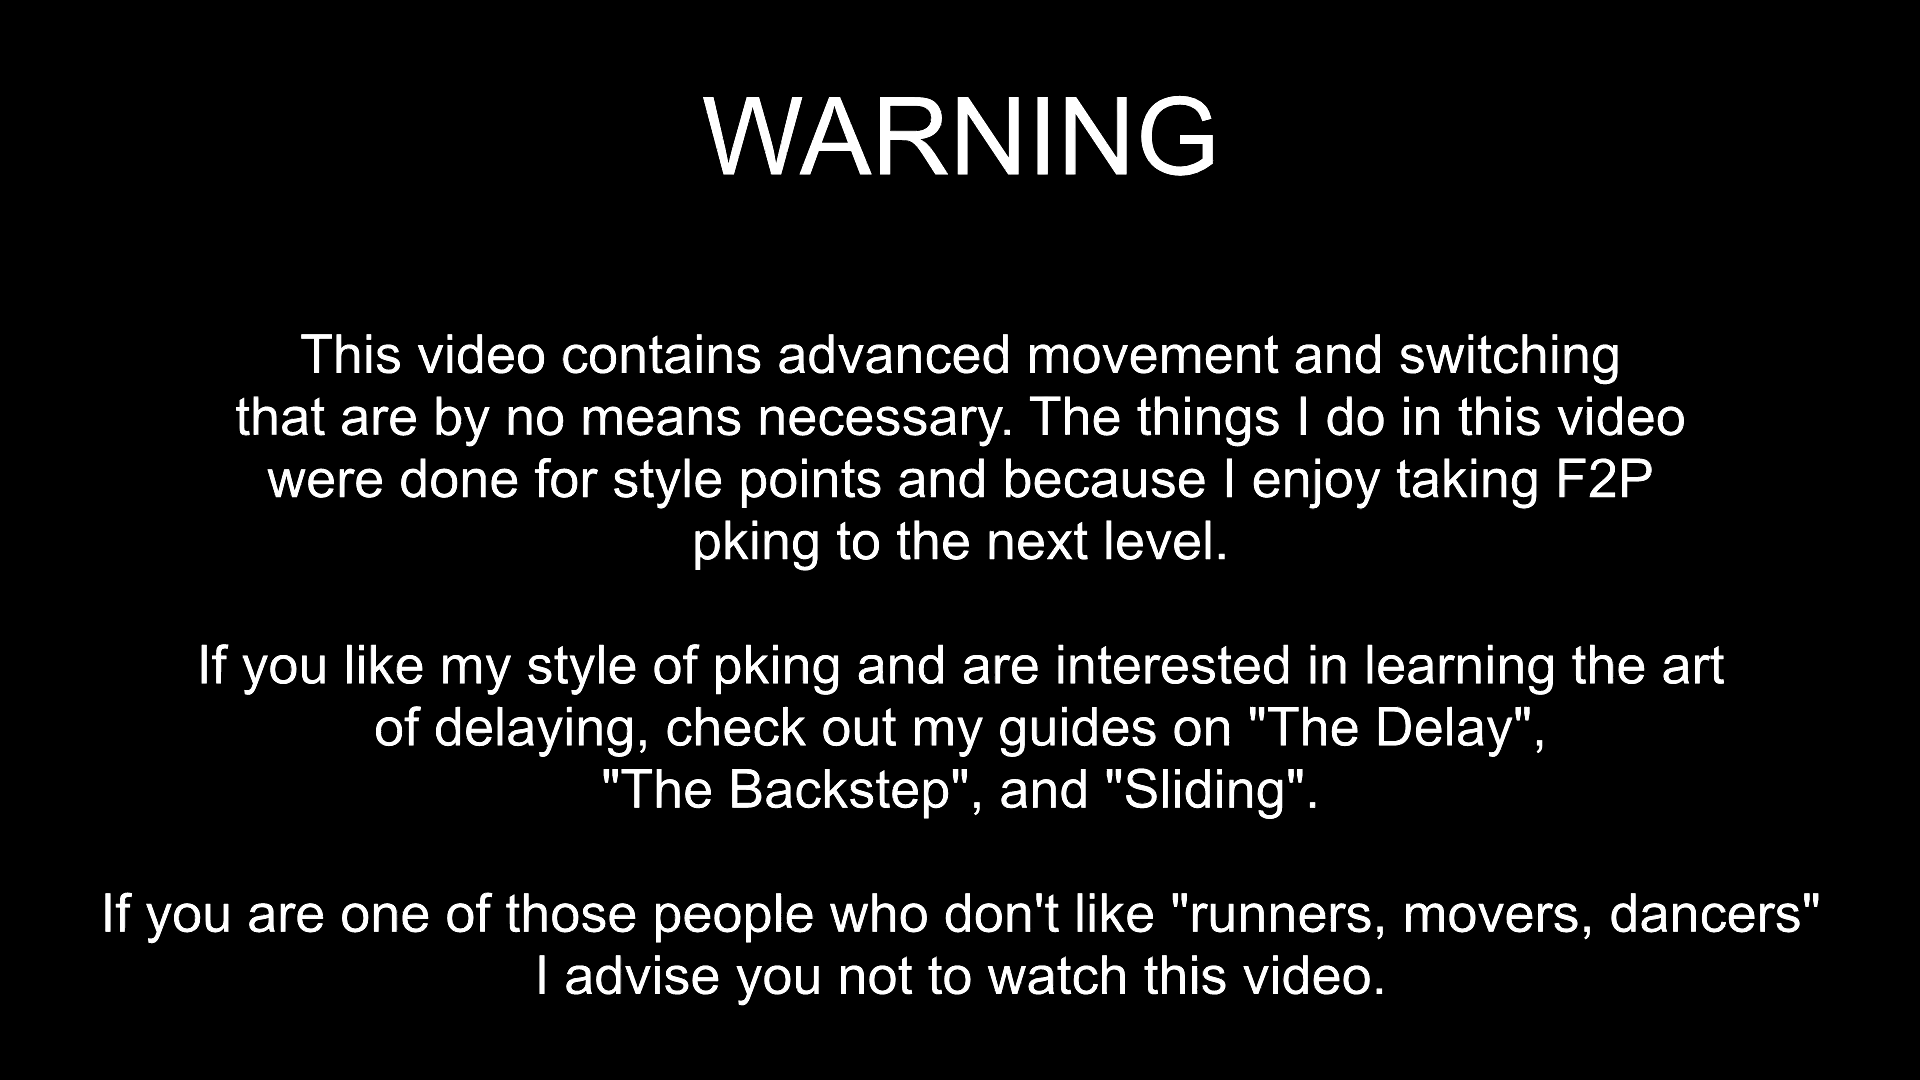 WARNING
This video contains advanced movement and switching
that are by no means necessary. The things I do in this video
were done for style points and because I enjoy taking F2P
pking to the next level.
If you like my style of pking and are interested in learning the art
of delaying, check out my guides on "The Delay",
"The Backstep", and "Sliding".
If you are one of those people who don't like "runners, movers, dancers"
I advise you not to watch this video.